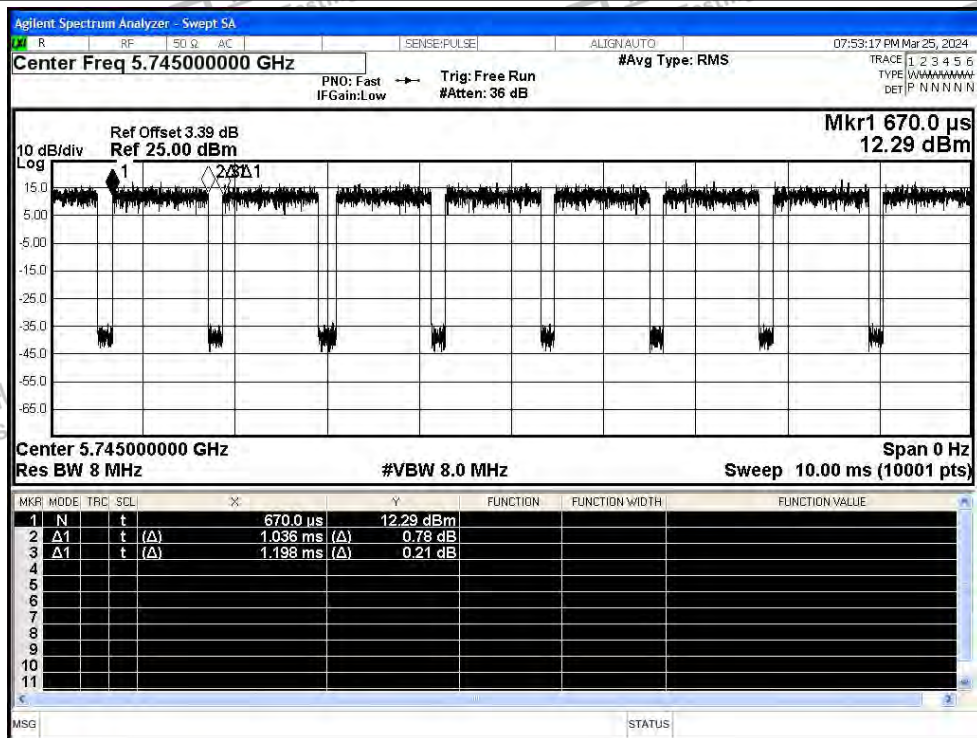 Agilent Spectrum Analyzer - Swept SA
R RF 50 Ω AC SENSE:PULSE ALIGNAUTO 07:53:17 PM Mar 25, 2024
Center Freq 5.745000000 GHz #Avg Type: RMS TRACE 1 2 3 4 5 6
PNO: Fast Trig: Free Run TYPE
IFGain:Low #Atten: 36 dB DET P N N N N N
Mkr1 670.0 µs
Ref Offset 3.39 dB
10 dB/div Ref 25.00 dBm 12.29 dBm
Log
1
15.0
5.00
-5.00
-15.0
-25.0
-35.0
-45.0
-55.0
-65.0
Center 5.745000000 GHz Span 0 Hz
Res BW 8 MHz #VBW 8.0 MHz Sweep 10.00 ms (10001 pts)
MKR MODE TRC SCL X Y FUNCTION FUNCTION WIDTH FUNCTION VALUE
1 N t 670.0 µs 12.29 dBm
2 Δ1 t (Δ) 1.036 ms (Δ) 0.78 dB
3 Δ1 t (Δ) 1.198 ms (Δ) 0.21 dB
4
5
6
7
8
9
10
11
MSG STATUS